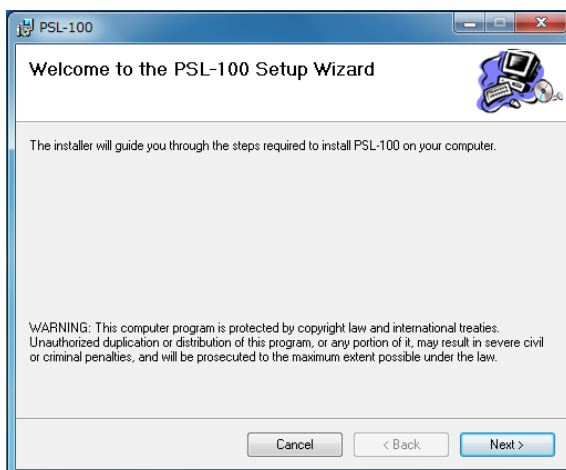 PSL-100
Welcome to the PSL-100 Setup Wizard
The installer will guide you through the steps required to install PSL-100 on your computer.
WARNING: This computer program is protected by copyright law and international treaties.
Unauthorized duplication or distribution of this program, or any portion of it, may result in severe civil
or criminal penalties, and will be prosecuted to the maximum extent possible under the law.
Cancel
< Back
Next >